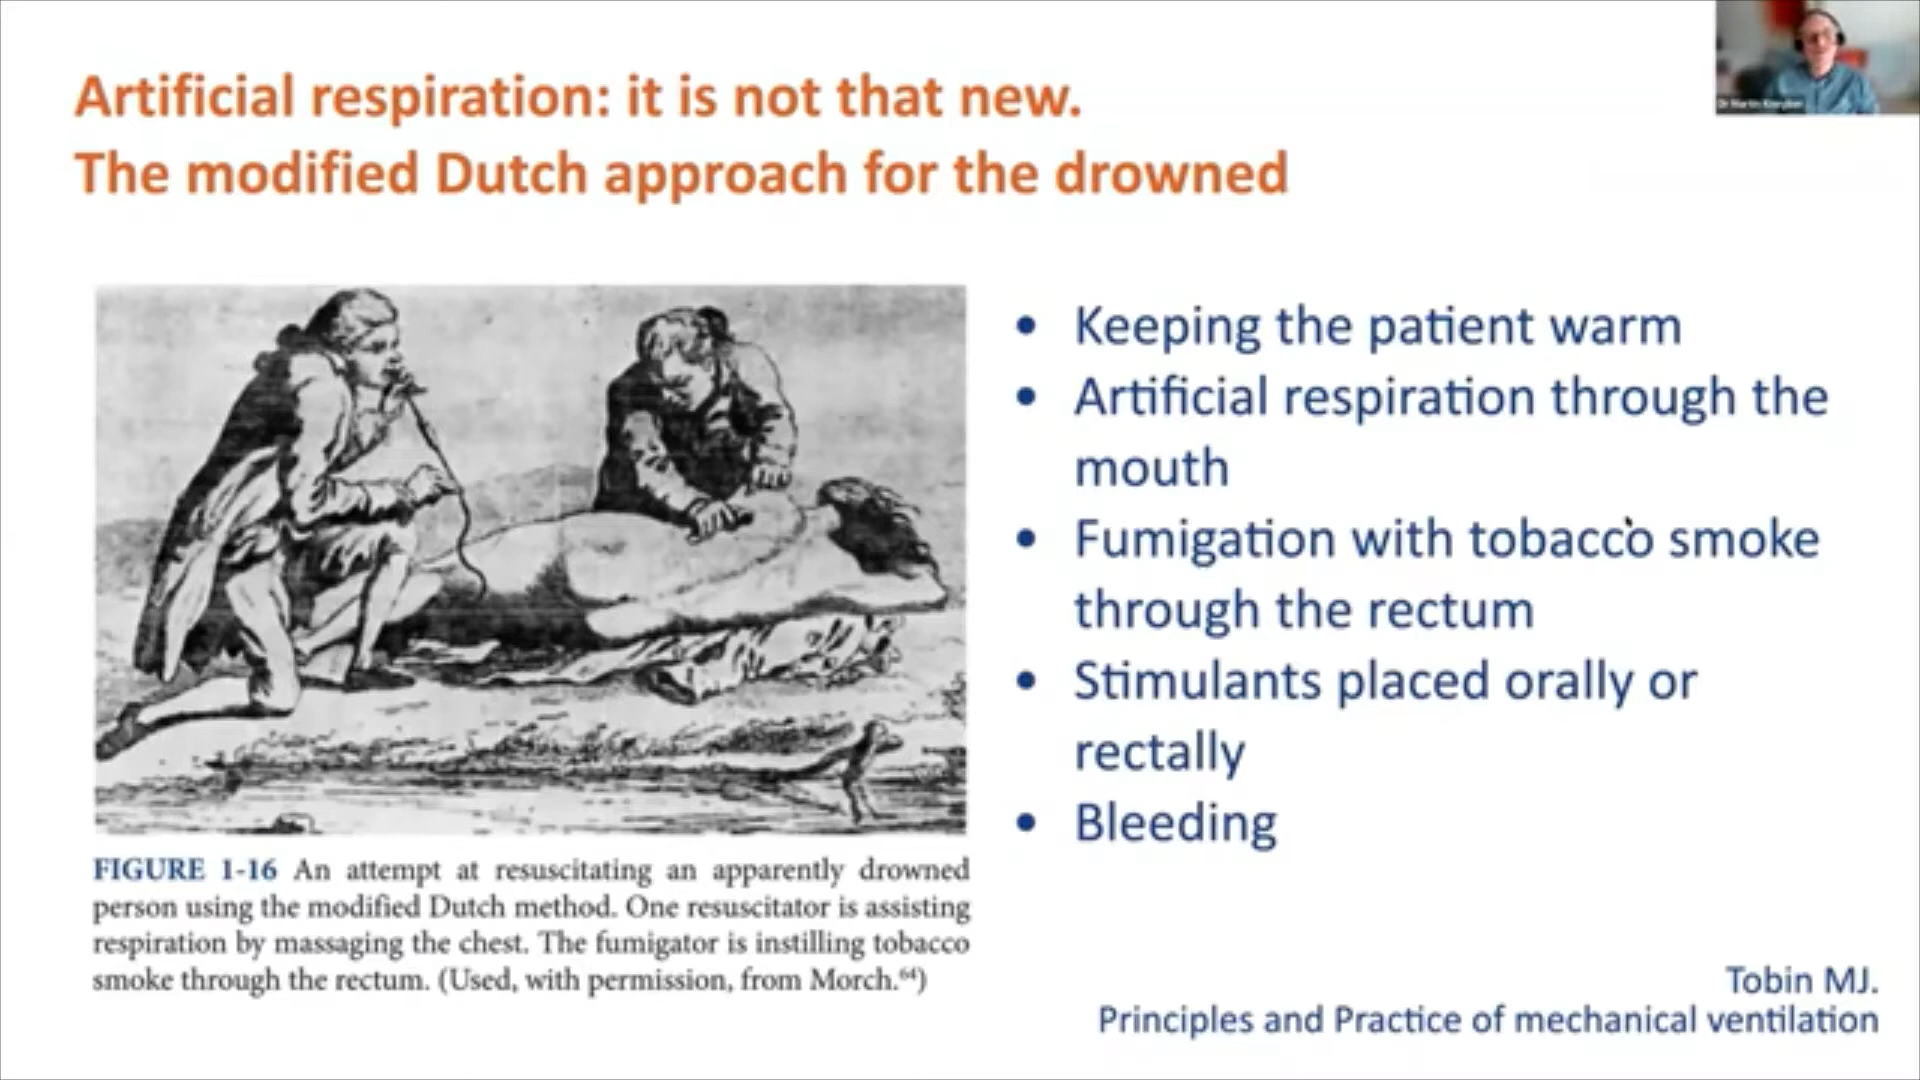 Artificial respiration: it is not that new.
The modified Dutch approach for the drowned
• Keeping the patient warm
• Artificial respiration through the
mouth
• Fumigation with tobacco smoke
through the rectum
• Stimulants placed orally or
rectally
• Bleeding
FIGURE 1-16 An attempt at resuscitating an apparently drowned
person using the modified Dutch method. One resuscitator is assisting
respiration by massaging the chest. The fumigator is instilling tobacco
smoke through the rectum. (Used, with permission, from Morch.⁶⁴)
Tobin MJ.
Principles and Practice of mechanical ventilation